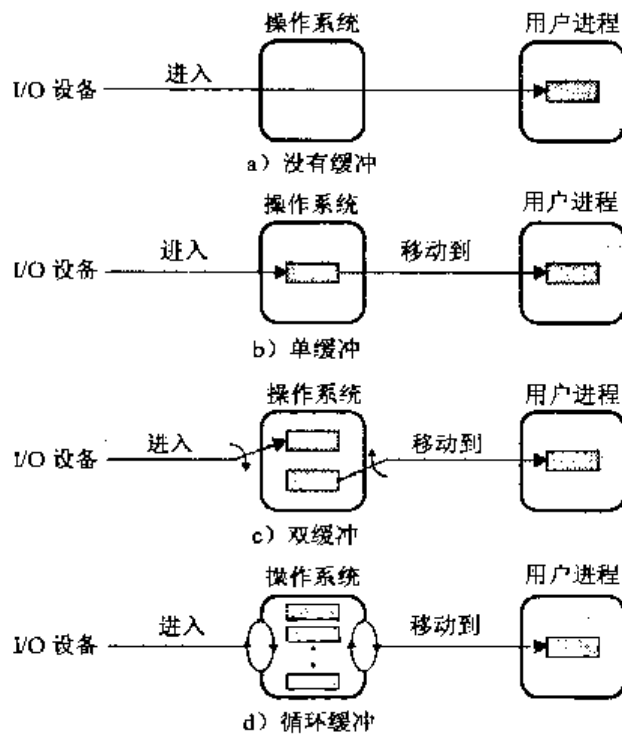 操作系统 用户进程
I/O 设备 进入
a）没有缓冲
操作系统 用户进程
I/O 设备 进入 移动到
b）单缓冲
操作系统 用户进程
I/O 设备 进入 移动到
c）双缓冲
操作系统 用户进程
I/O 设备 进入 移动到
d）循环缓冲